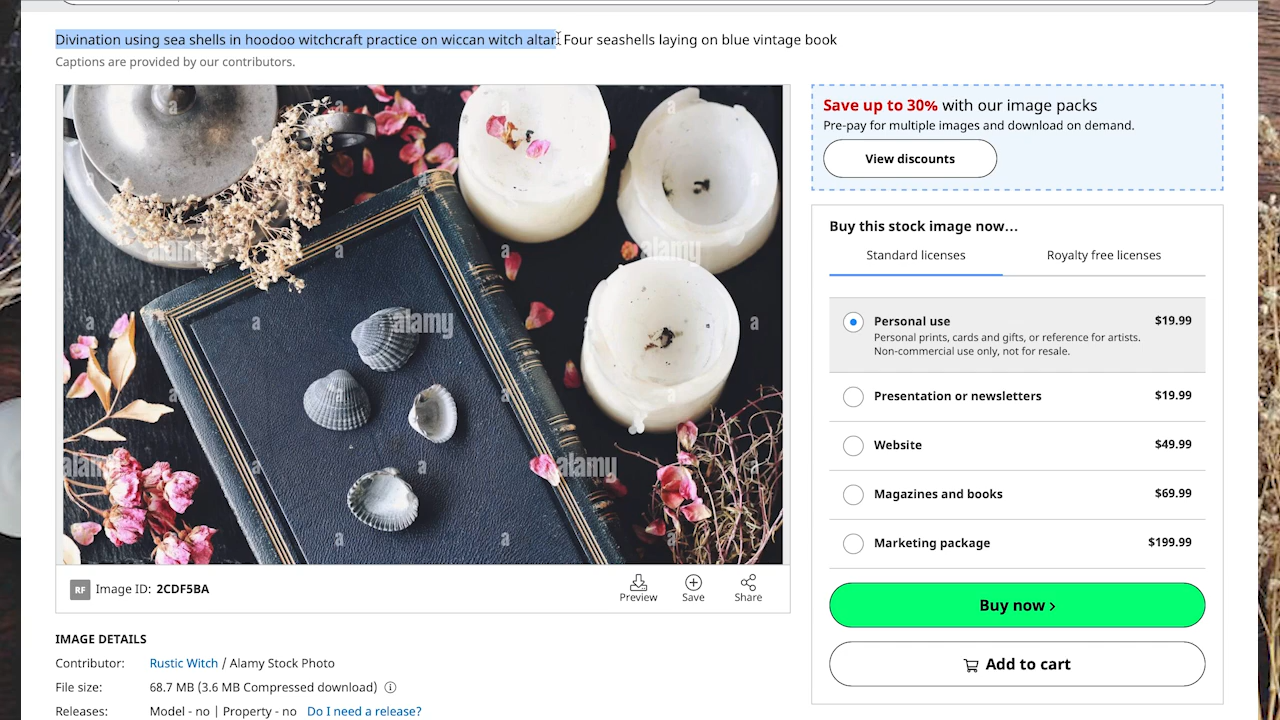 Divination using sea shells in hoodoo witchcraft practice on wiccan witch altar. Four seashells laying on blue vintage book
Captions are provided by our contributors.
Save up to 30% with our image packs
Pre-pay for multiple images and download on demand.
View discounts
Buy this stock image now...
Standard licenses Royalty free licenses
Personal use $19.99
Personal prints, cards and gifts, or reference for artists.
Non-commercial use only, not for resale.
Presentation or newsletters $19.99
Website $49.99
Magazines and books $69.99
Marketing package $199.99
Buy now ›
Add to cart
a a a
alamy a a alamy
a a alamy a
a a a
alamy a a alamy a
a a a
RF Image ID: 2CDF5BA
Preview Save Share
IMAGE DETAILS
Contributor: Rustic Witch / Alamy Stock Photo
File size: 68.7 MB (3.6 MB Compressed download)
Releases: Model - no | Property - no Do I need a release?